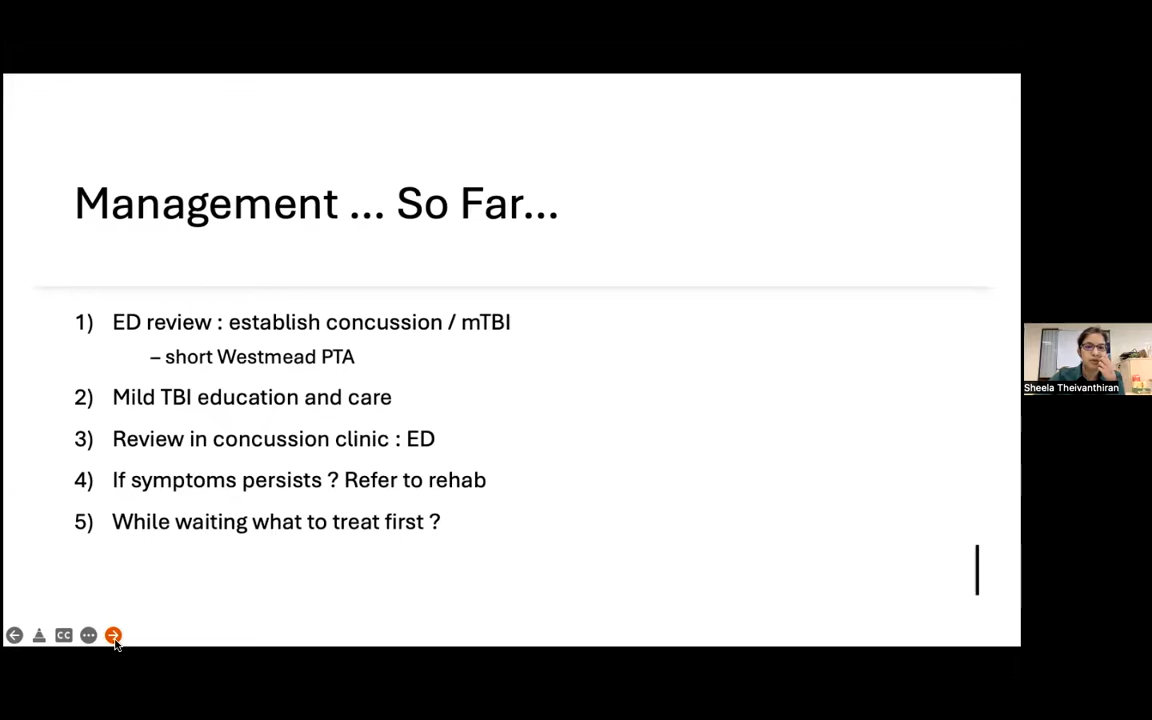 Management ... So Far...
1) ED review : establish concussion / mTBI
– short Westmead PTA
2) Mild TBI education and care
3) Review in concussion clinic : ED
4) If symptoms persists ? Refer to rehab
5) While waiting what to treat first ?
CC
Sheela Theivanthiran